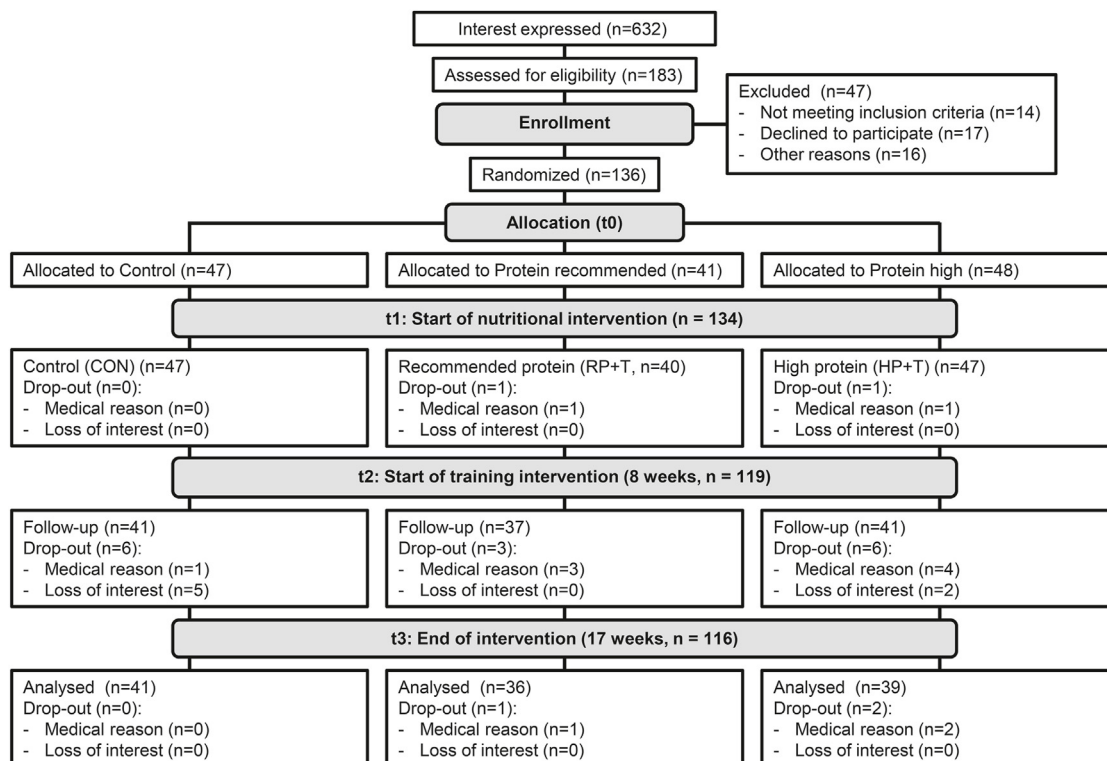 Interest expressed (n=632)
Assessed for eligibility (n=183)
Excluded (n=47)
- Not meeting inclusion criteria (n=14)
- Declined to participate (n=17)
- Other reasons (n=16)
Enrollment
Randomized (n=136)
Allocation (t0)
Allocated to Control (n=47)
Allocated to Protein recommended (n=41)
Allocated to Protein high (n=48)
t1: Start of nutritional intervention (n = 134)
Control (CON) (n=47)
Drop-out (n=0):
- Medical reason (n=0)
- Loss of interest (n=0)
Recommended protein (RP+T, n=40)
Drop-out (n=1):
- Medical reason (n=1)
- Loss of interest (n=0)
High protein (HP+T) (n=47)
Drop-out (n=1):
- Medical reason (n=1)
- Loss of interest (n=0)
t2: Start of training intervention (8 weeks, n = 119)
Follow-up (n=41)
Drop-out (n=6):
- Medical reason (n=1)
- Loss of interest (n=5)
Follow-up (n=37)
Drop-out (n=3):
- Medical reason (n=3)
- Loss of interest (n=0)
Follow-up (n=41)
Drop-out (n=6):
- Medical reason (n=4)
- Loss of interest (n=2)
t3: End of intervention (17 weeks, n = 116)
Analysed (n=41)
Drop-out (n=0):
- Medical reason (n=0)
- Loss of interest (n=0)
Analysed (n=36)
Drop-out (n=1):
- Medical reason (n=1)
- Loss of interest (n=0)
Analysed (n=39)
Drop-out (n=2):
- Medical reason (n=2)
- Loss of interest (n=0)